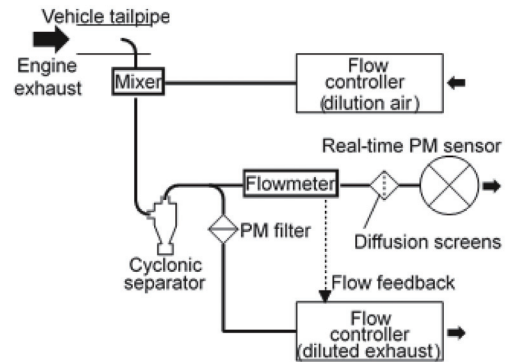 Vehicle tailpipe
Engine
exhaust
Mixer
Flow
controller
(dilution air)
Real-time PM sensor
Flowmeter
PM filter
Diffusion screens
Cyclonic
separator
Flow feedback
Flow
controller
(diluted exhaust)